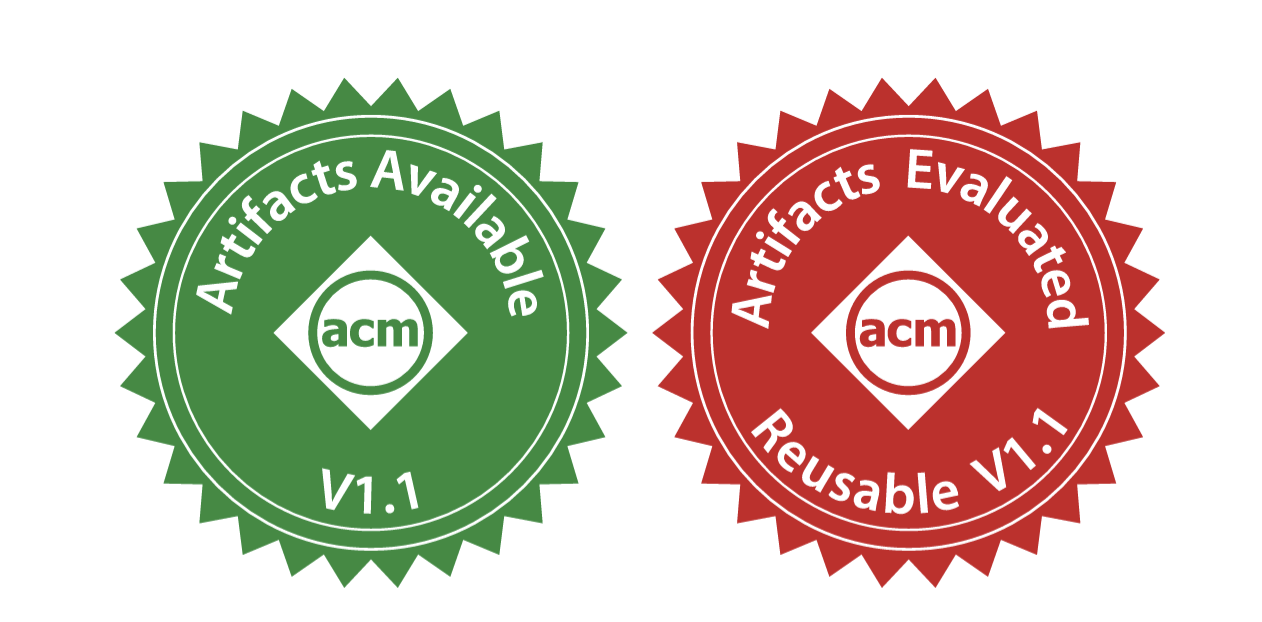 Artifacts Available
acm
V1.1
Artifacts Evaluated
acm
Reusable V1.1